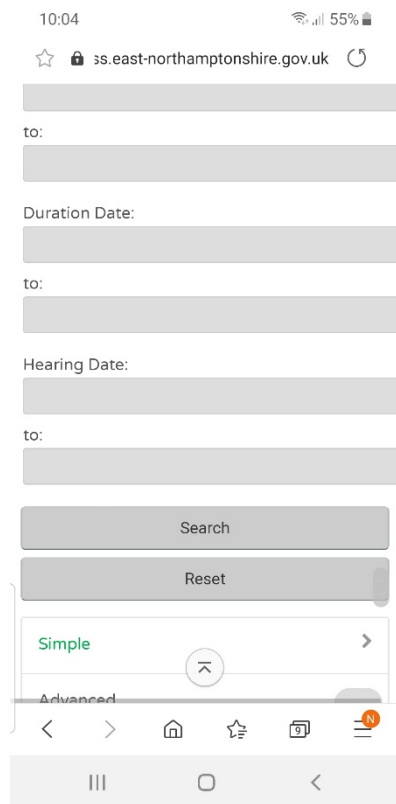 10:04
55%
ss.east-northamptonshire.gov.uk
to:
Duration Date:
to:
Hearing Date:
to:
Search
Reset
Simple
Advanced
9
N